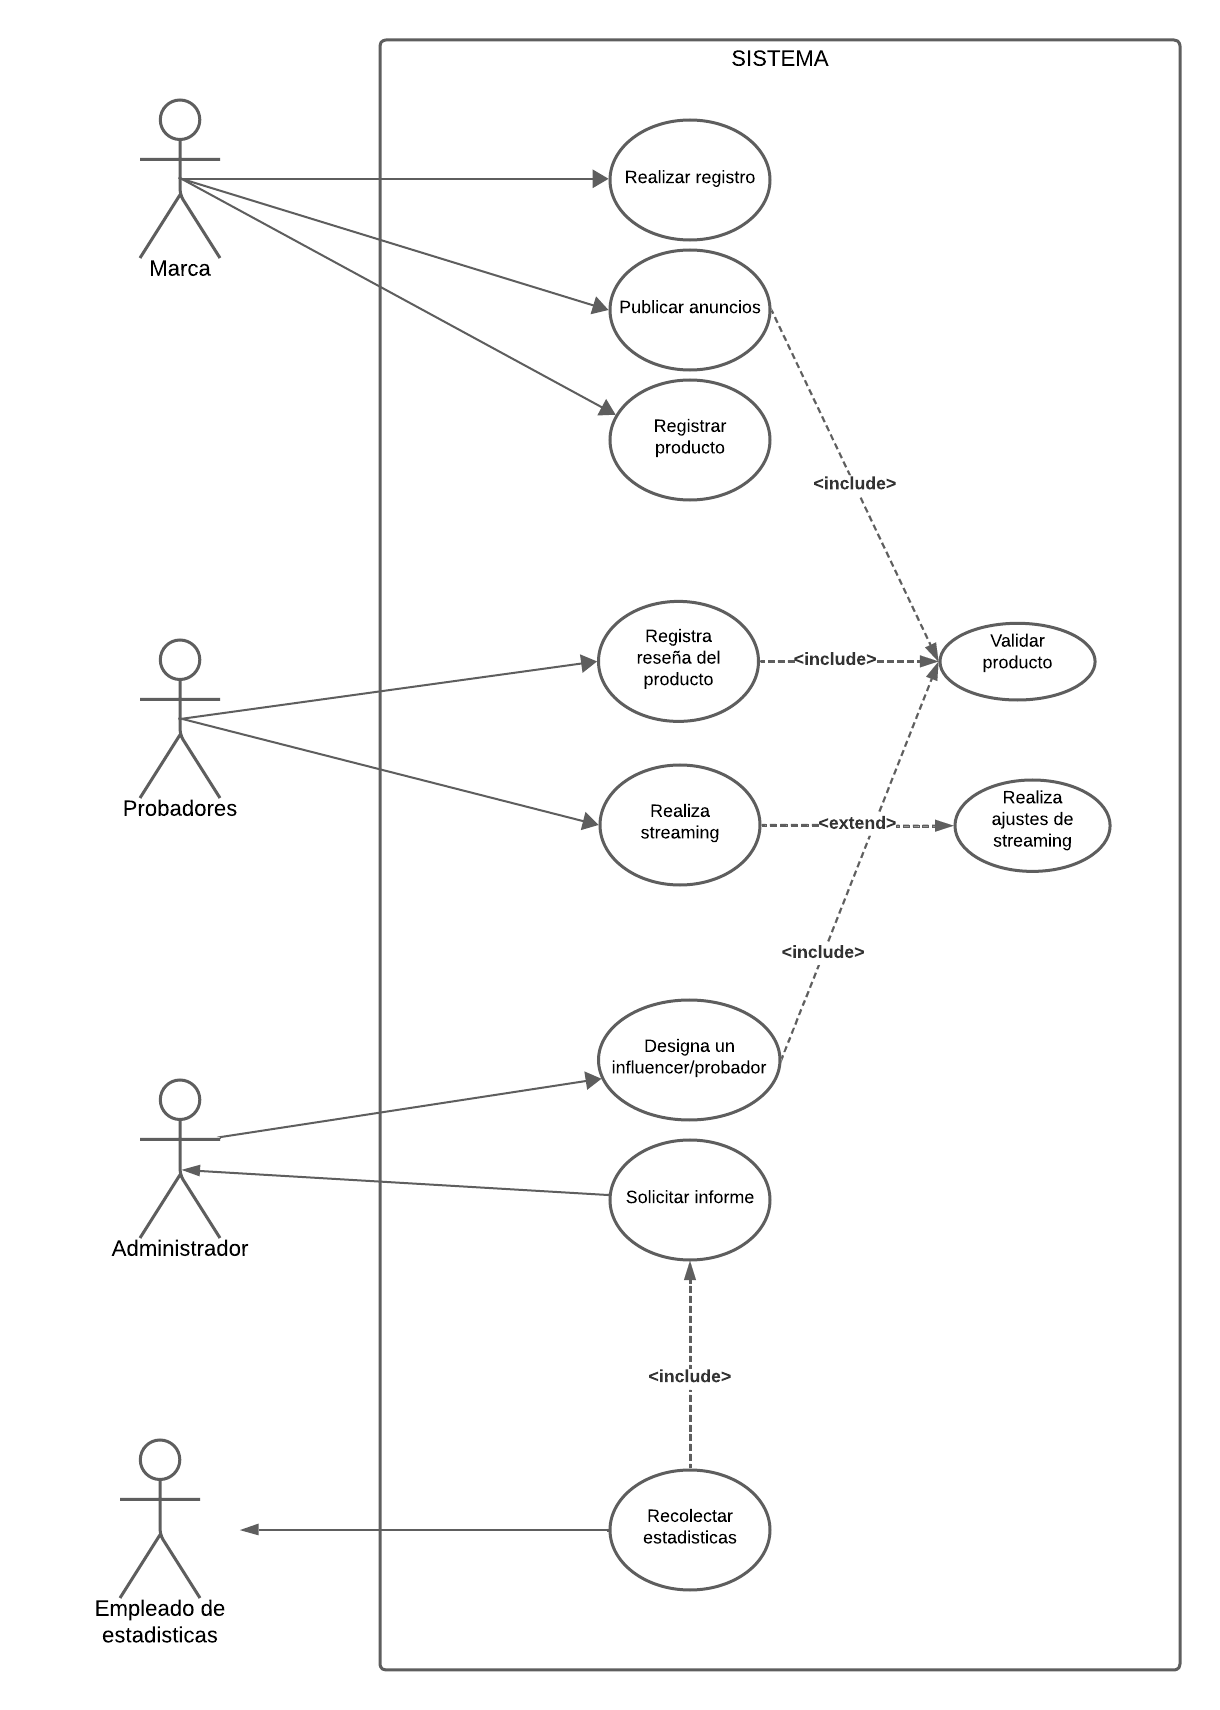 SISTEMA
Realizar registro
Marca
Publicar anuncios
Registrar
producto
<include>
Registra
reseña del
producto
<include>
Validar
producto
Probadores
Realiza
streaming
<extend>
Realiza
ajustes de
streaming
<include>
Designa un
influencer/probador
Solicitar informe
Administrador
<include>
Recolectar
estadisticas
Empleado de
estadisticas